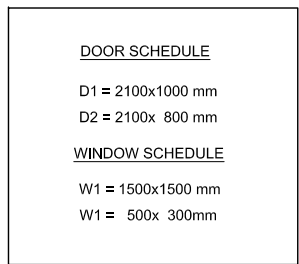 DOOR SCHEDULE
D1 = 2100x1000 mm
D2 = 2100x 800 mm
WINDOW SCHEDULE
W1 = 1500x1500 mm
W1 = 500x 300mm